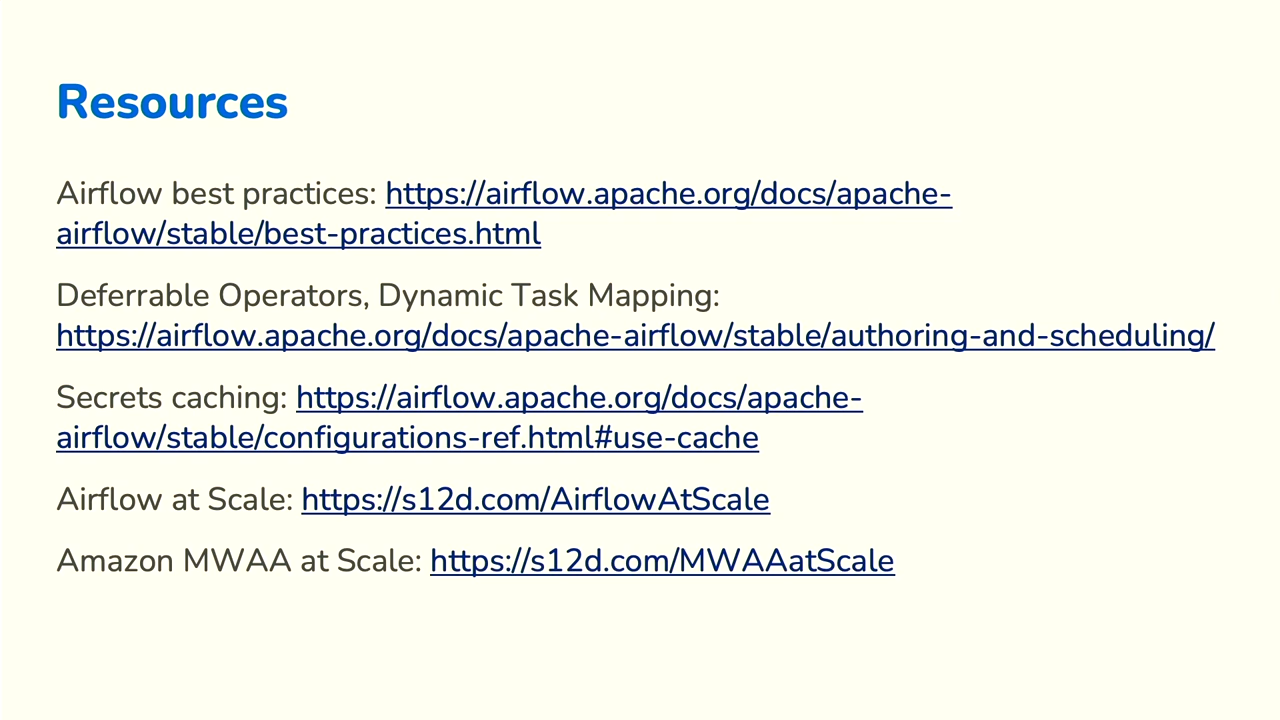 Resources
Airflow best practices: https://airflow.apache.org/docs/apache-
airflow/stable/best-practices.html
Deferrable Operators, Dynamic Task Mapping:
https://airflow.apache.org/docs/apache-airflow/stable/authoring-and-scheduling/
Secrets caching: https://airflow.apache.org/docs/apache-
airflow/stable/configurations-ref.html#use-cache
Airflow at Scale: https://s12d.com/AirflowAtScale
Amazon MWAA at Scale: https://s12d.com/MWAAatScale